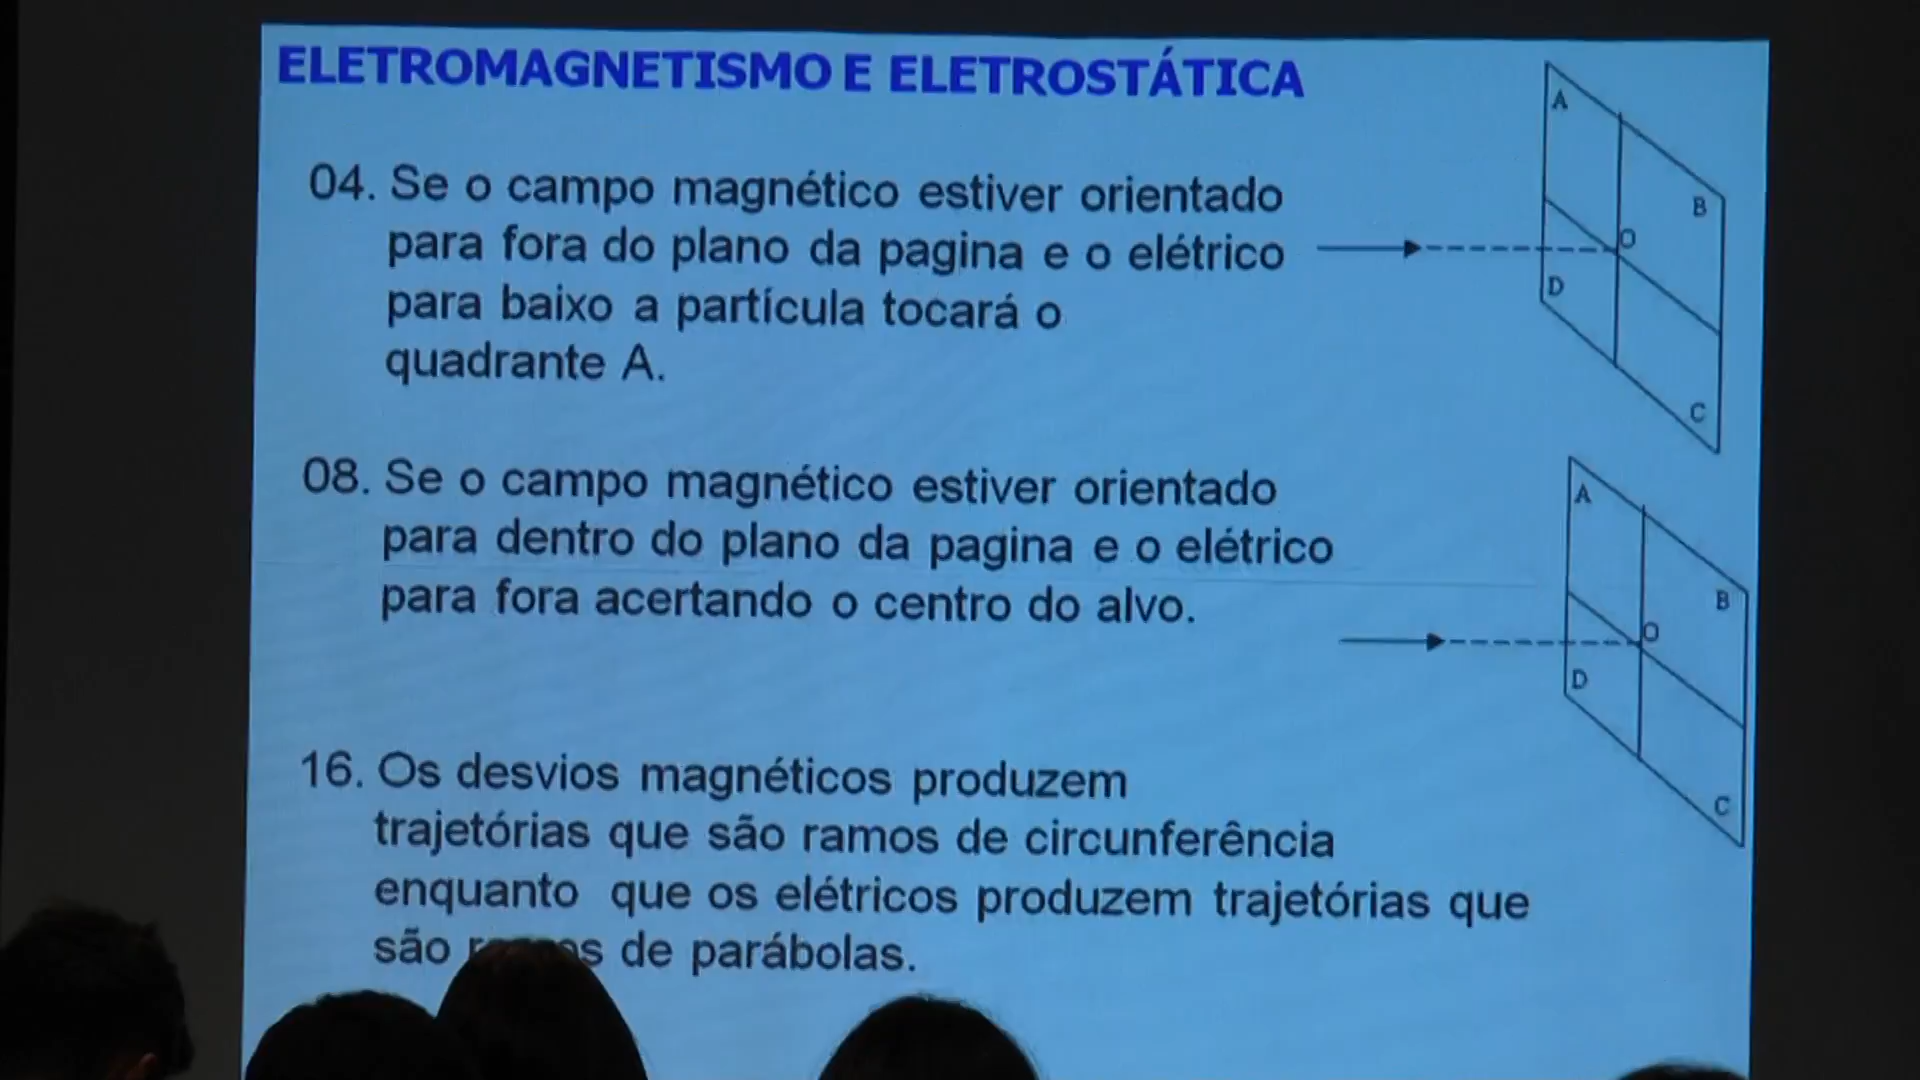 ELETROMAGNETISMO E ELETROSTÁTICA
04. Se o campo magnético estiver orientado
para fora do plano da pagina e o elétrico
para baixo a partícula tocará o
quadrante A.
A
B
O
D
C
08. Se o campo magnético estiver orientado
para dentro do plano da pagina e o elétrico
para fora acertando o centro do alvo.
A
B
O
D
C
16. Os desvios magnéticos produzem
trajetórias que são ramos de circunferência
enquanto que os elétricos produzem trajetórias que
são de parábolas.